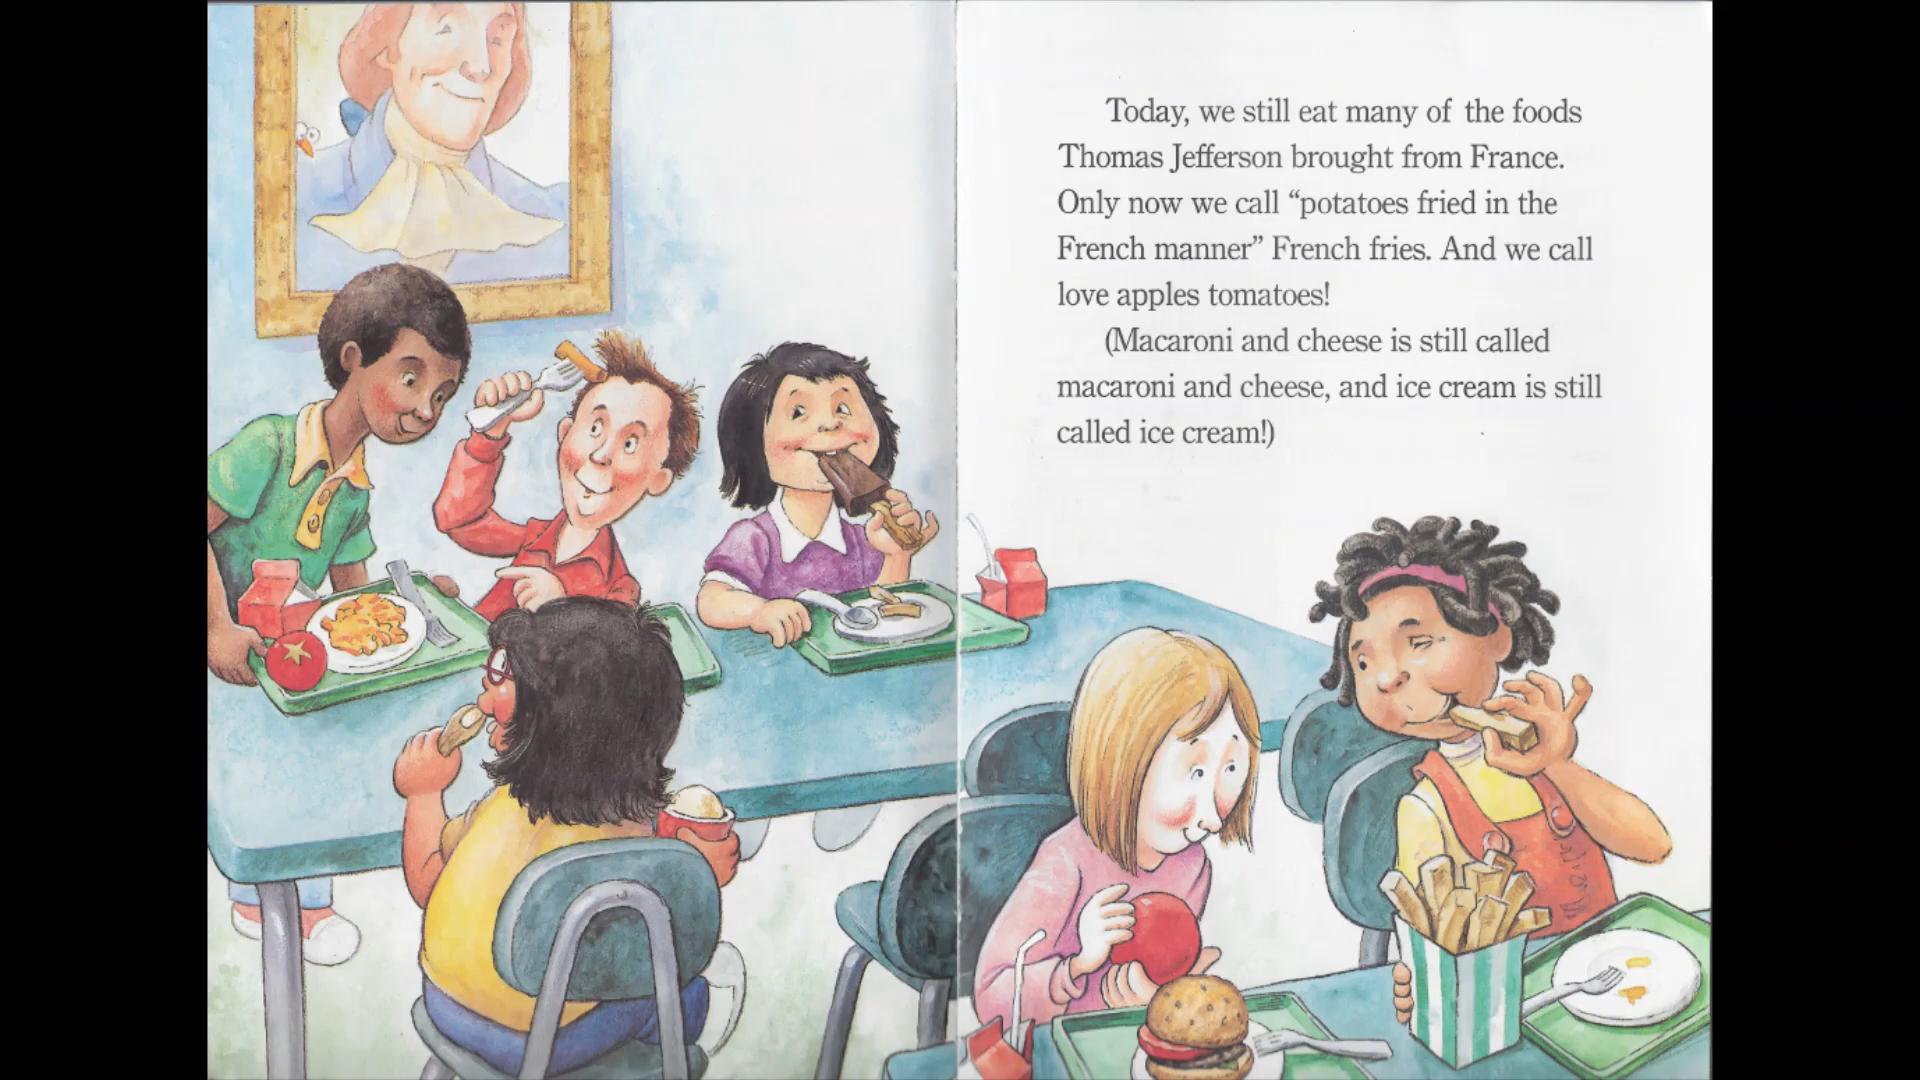 Today, we still eat many of the foods
Thomas Jefferson brought from France.
Only now we call “potatoes fried in the
French manner” French fries. And we call
love apples tomatoes!
(Macaroni and cheese is still called
macaroni and cheese, and ice cream is still
called ice cream!)